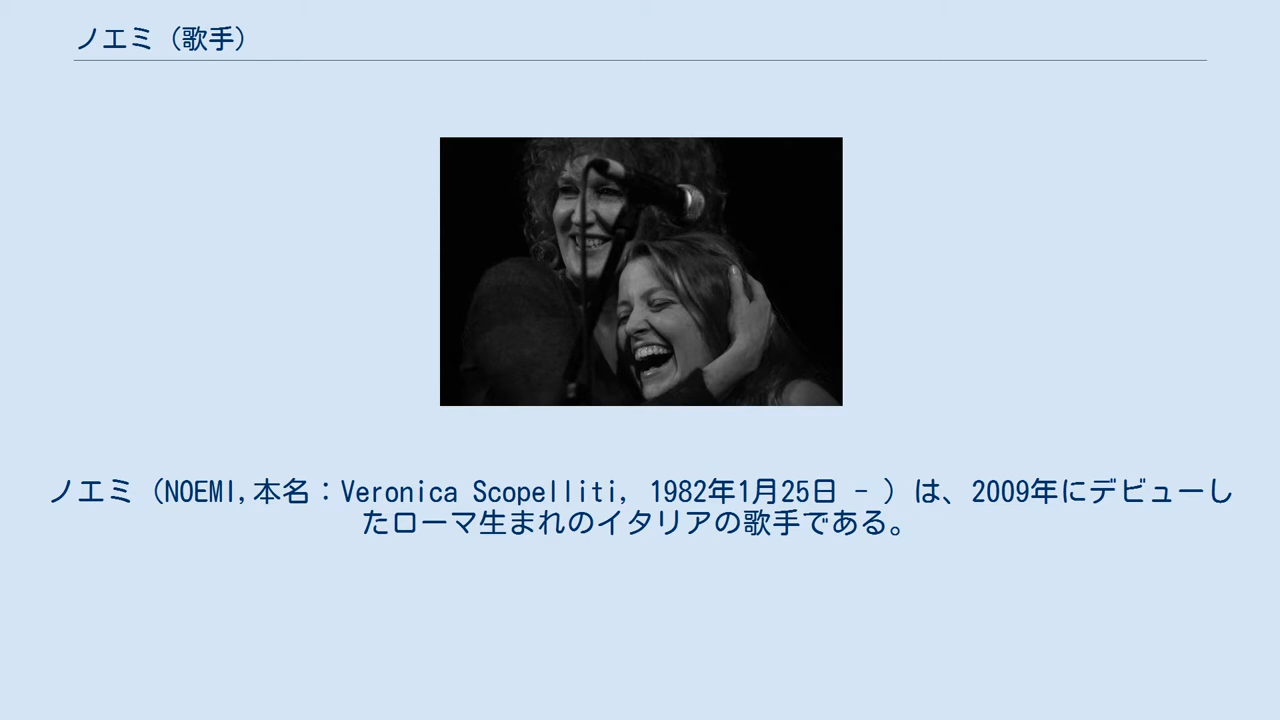 ノエミ（歌手）
ノエミ（NOEMI,本名：Veronica Scopelliti, 1982年1月25日 - ）は、2009年にデビューし
たローマ生まれのイタリアの歌手である。